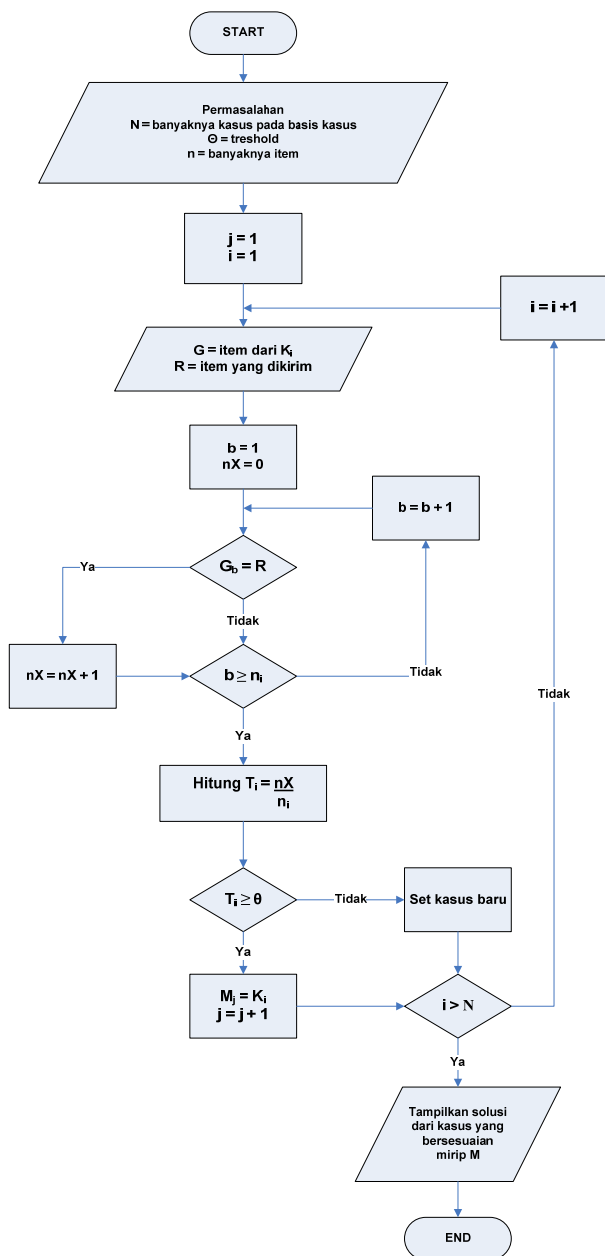 START
Permasalahan
N = banyaknya kasus pada basis kasus
Θ = treshold
n = banyaknya item
j = 1
i = 1
i = i +1
G = item dari Ki
R = item yang dikirim
b = 1
nX = 0
b = b + 1
Gb = R
Ya
Tidak
nX = nX + 1
b ≥ ni
Tidak
Tidak
Ya
Hitung Ti = nX
ni
Ti ≥ θ
Tidak
Set kasus baru
Ya
Mj = Ki
j = j + 1
i > N
Ya
Tampilkan solusi
dari kasus yang
bersesuaian
mirip M
END